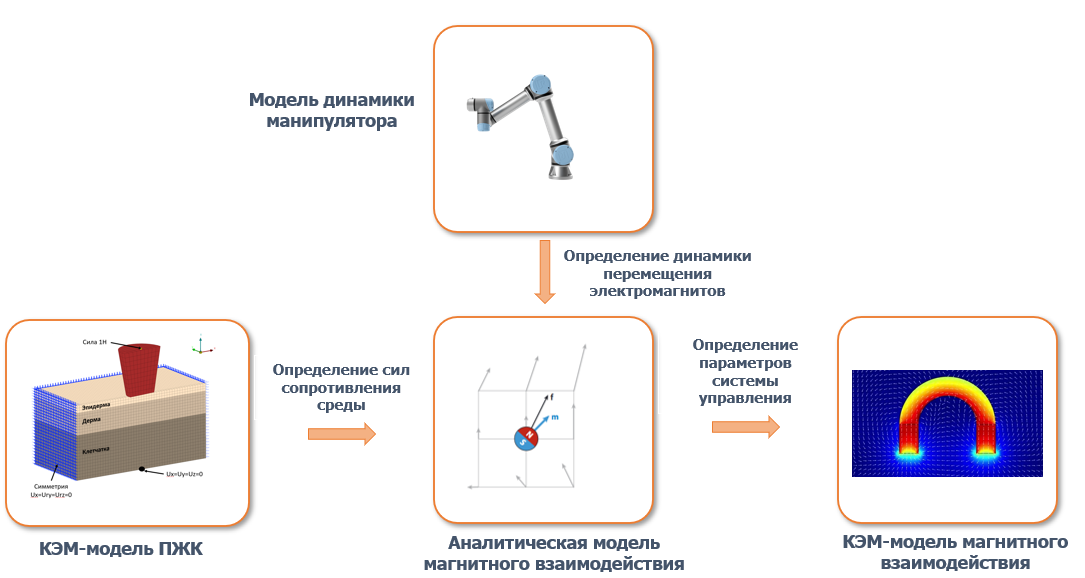 Модель динамики
манипулятора
Определение динамики
перемещения
электромагнитов
Сила 1Н
Эпидерма
Дерма
Клетчатка
Ux=Uy=Uz=0
Симметрия
Ux=Ury=Urz=0
КЭМ-модель ПЖК
Определение сил
сопротивления
среды
f
m
N
S
Аналитическая модель
магнитного взаимодействия
Определение
параметров
системы
управления
КЭМ-модель магнитного
взаимодействия